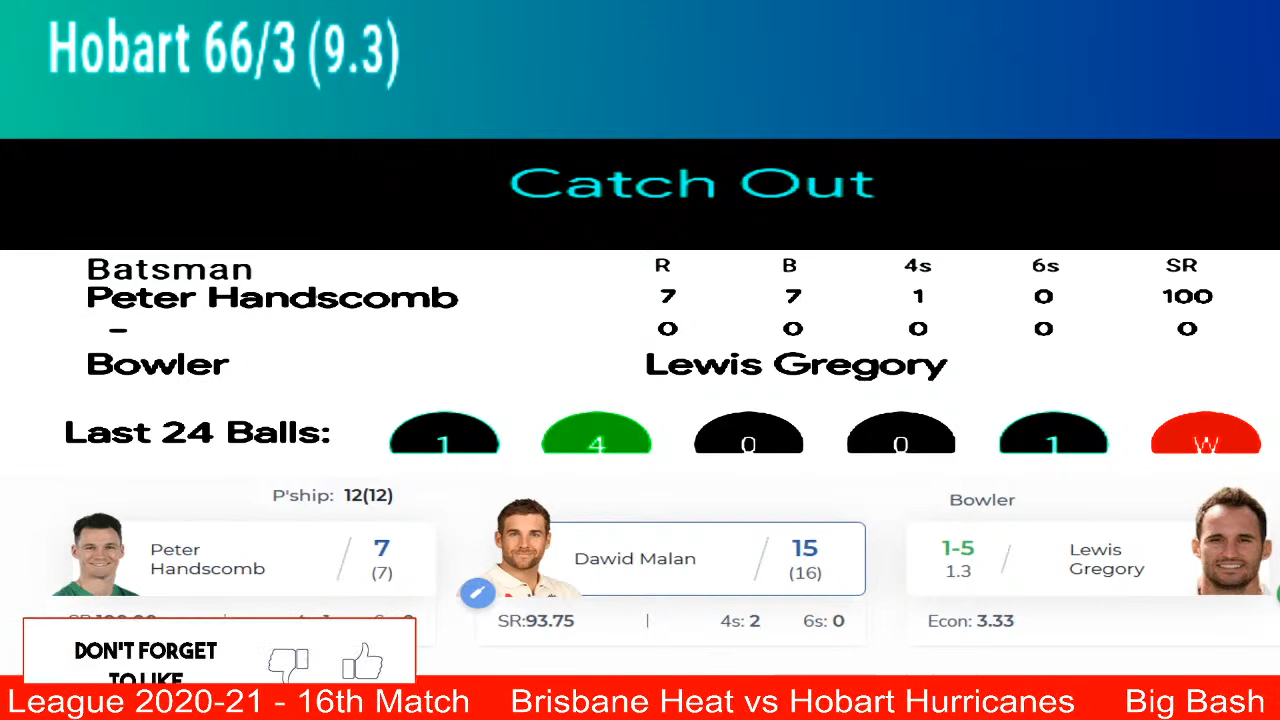 Hobart 66/3 (9.3)
Catch Out
Batsman R B 4s 6s SR
Peter Handscomb 7 7 1 0 100
- 0 0 0 0 0
Bowler Lewis Gregory
Last 24 Balls: 1 4 0 0 1 W
P'ship: 12(12)
Bowler
Peter Handscomb 7 (7)
Dawid Malan 15 (16)
1-5 1.3 Lewis Gregory
SR:93.75 | 4s: 2 6s: 0
Econ: 3.33
DON'T FORGET
TO LIKE
League 2020-21 - 16th Match Brisbane Heat vs Hobart Hurricanes Big Bash